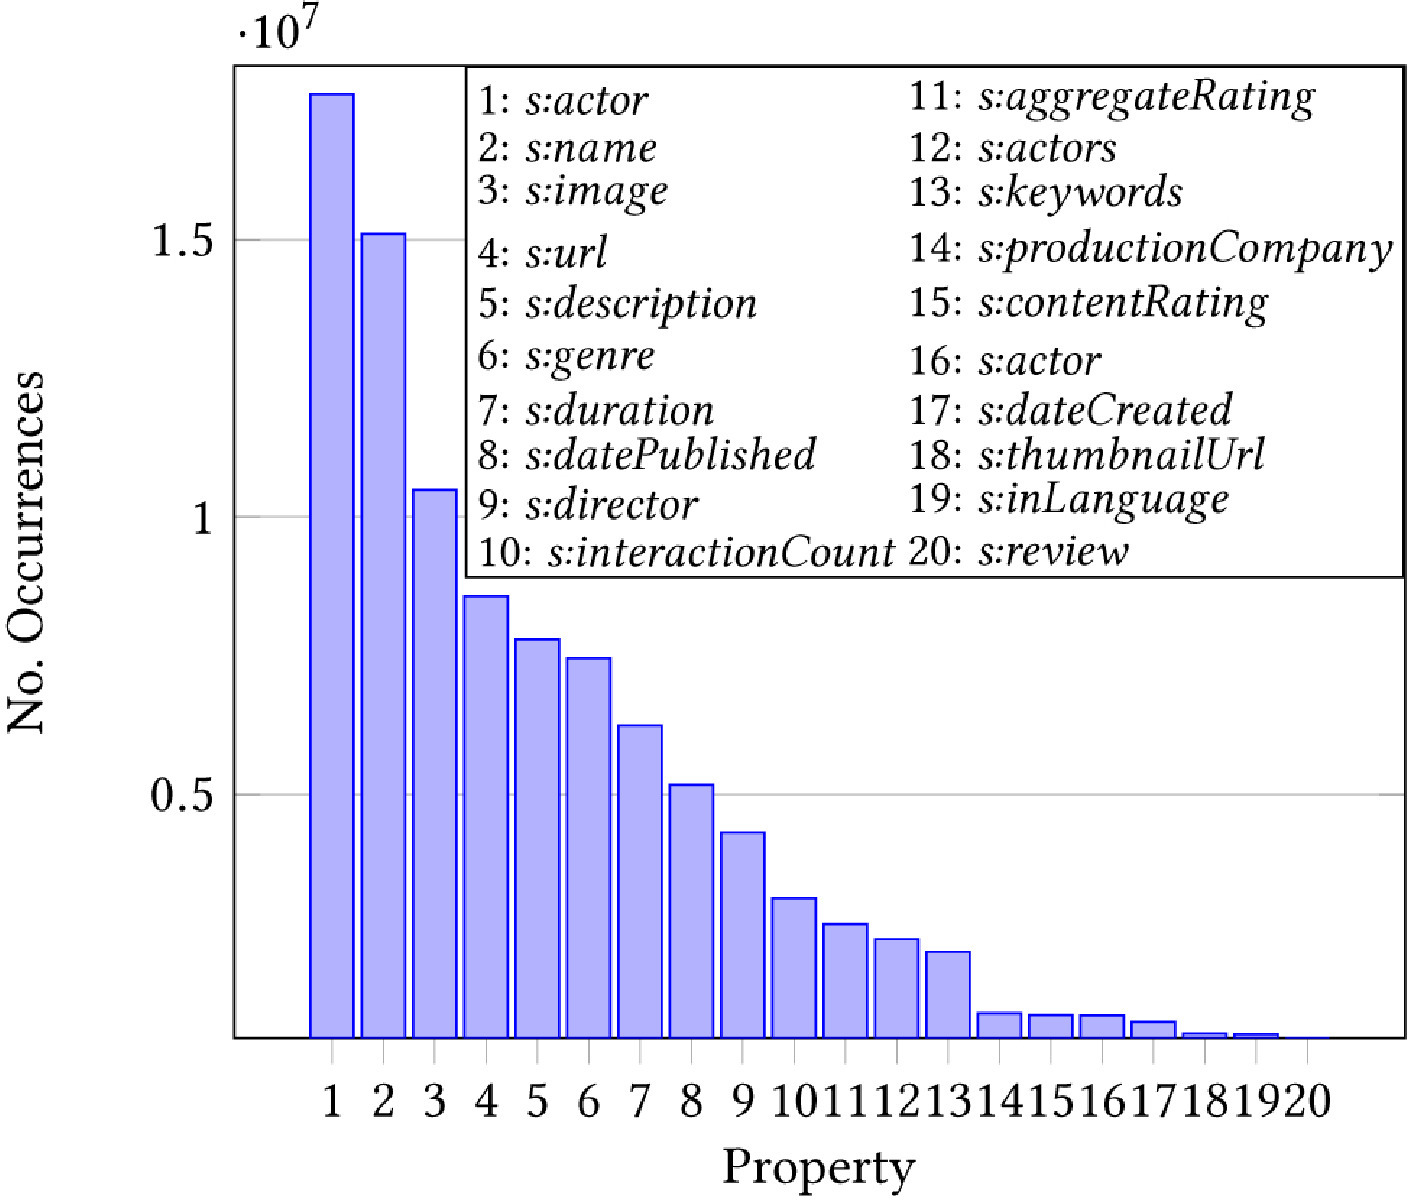 ·10⁷
1: s:actor
2: s:name
3: s:image
4: s:url
5: s:description
6: s:genre
7: s:duration
8: s:datePublished
9: s:director
10: s:interactionCount
11: s:aggregateRating
12: s:actors
13: s:keywords
14: s:productionCompany
15: s:contentRating
16: s:actor
17: s:dateCreated
18: s:thumbnailUrl
19: s:inLanguage
20: s:review
1.5
1
0.5
No. Occurrences
1 2 3 4 5 6 7 8 9 10 11 12 13 14 15 16 17 18 19 20
Property